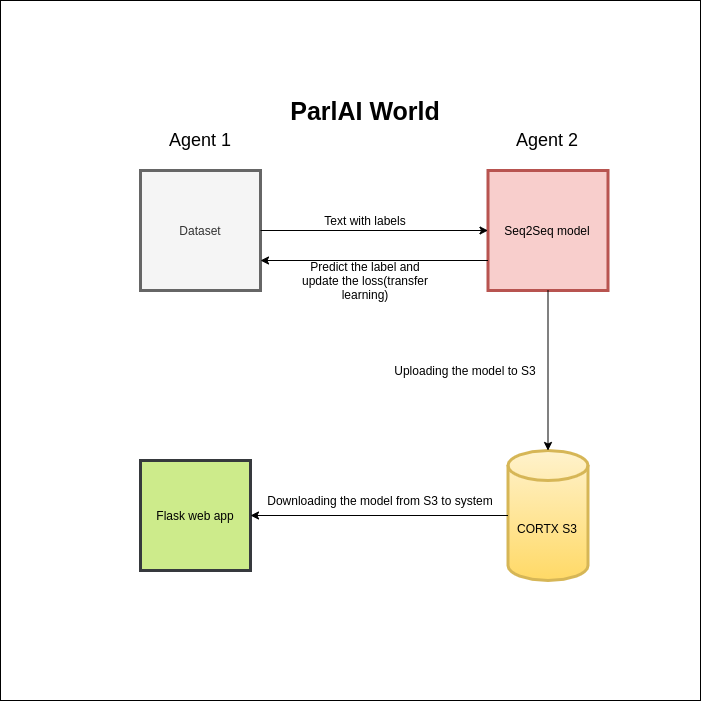 ParlAI World
Agent 1
Agent 2
Dataset
Text with labels
Seq2Seq model
Predict the label and
update the loss(transfer
learning)
Uploading the model to S3
Flask web app
Downloading the model from S3 to system
CORTX S3